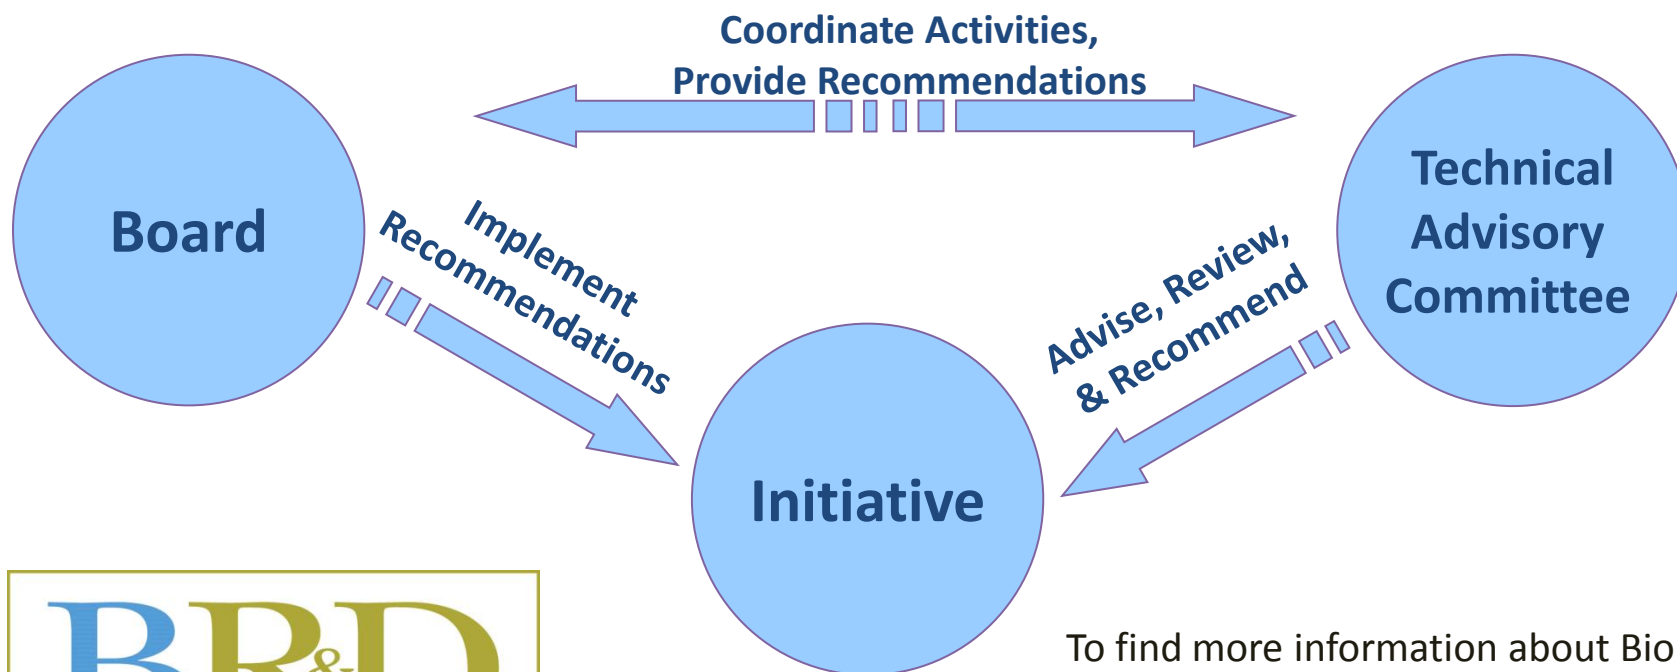 Coordinate Activities,
Provide Recommendations
Board
Implement
Recommendations
Technical
Advisory
Committee
Advise, Review,
& Recommend
Initiative
BR&D
To find more information about Bio